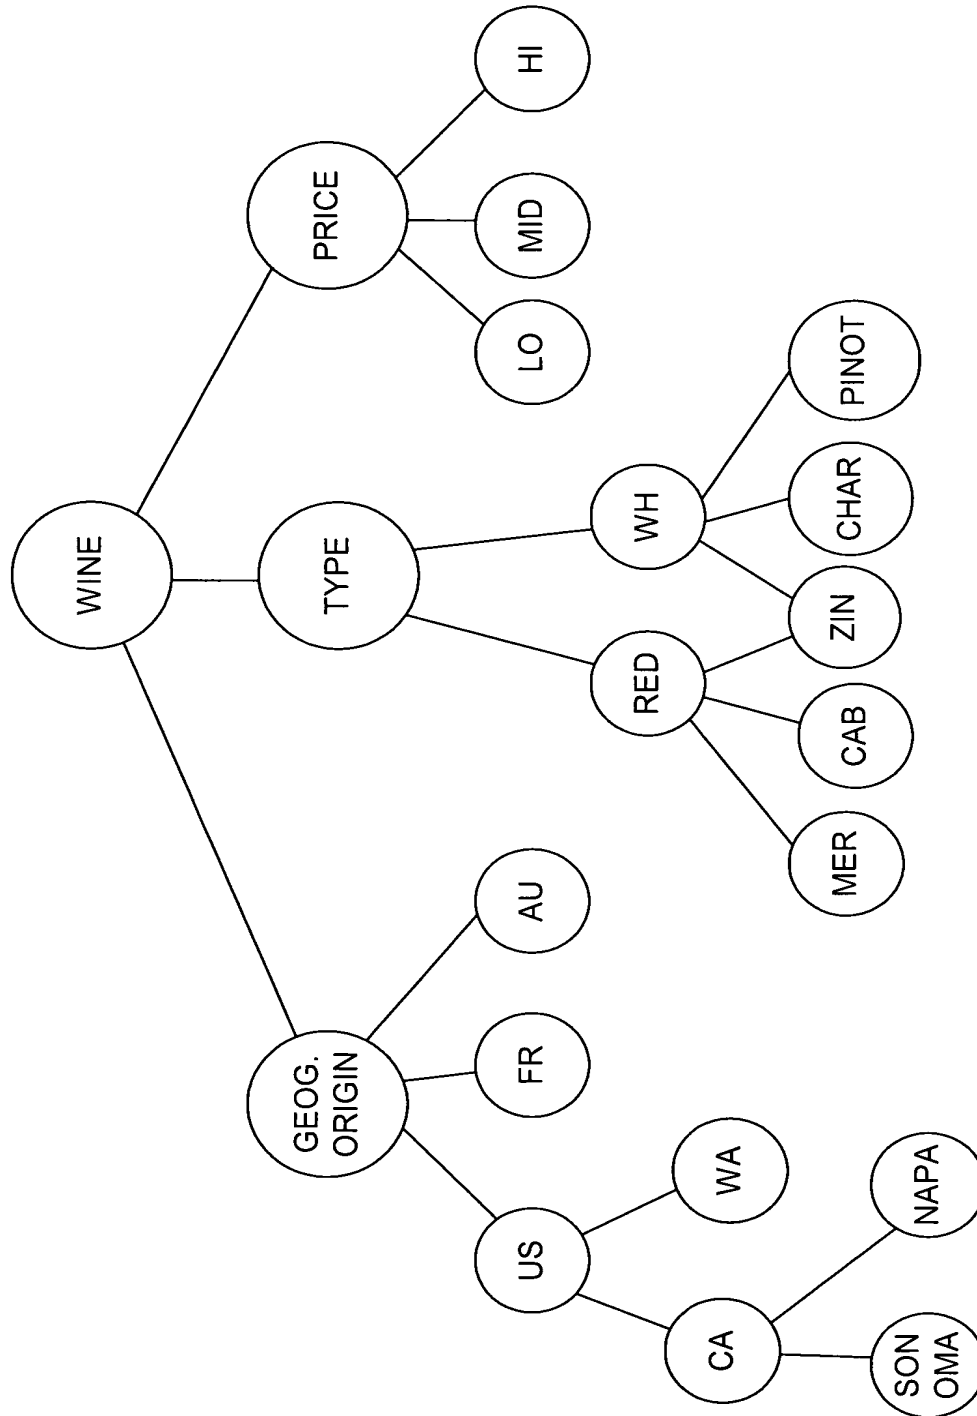 WINE
GEOG.
ORIGIN
TYPE
PRICE
US
FR
AU
RED
WH
LO
MID
HI
CA
WA
MER
CAB
ZIN
CHAR
PINOT
SON
OMA
NAPA